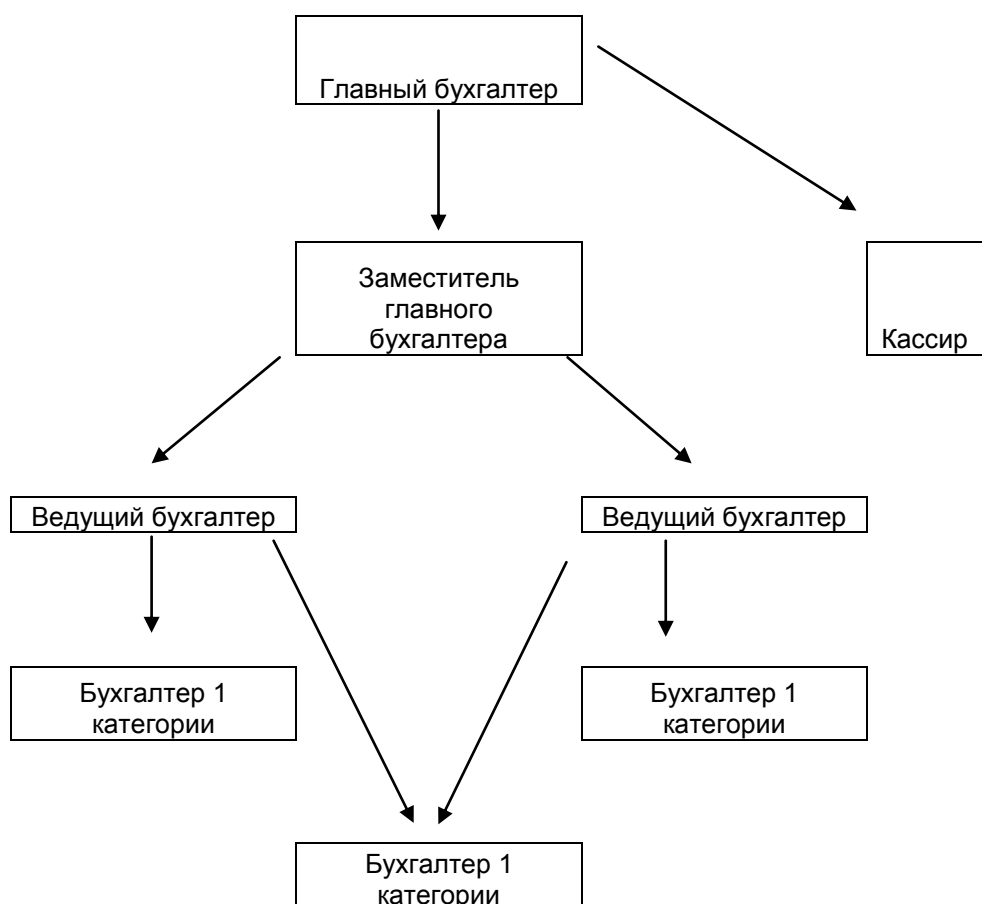 Главный бухгалтер
Заместитель
главного
бухгалтера
Кассир
Ведущий бухгалтер
Ведущий бухгалтер
Бухгалтер 1
категории
Бухгалтер 1
категории
Бухгалтер 1
категории